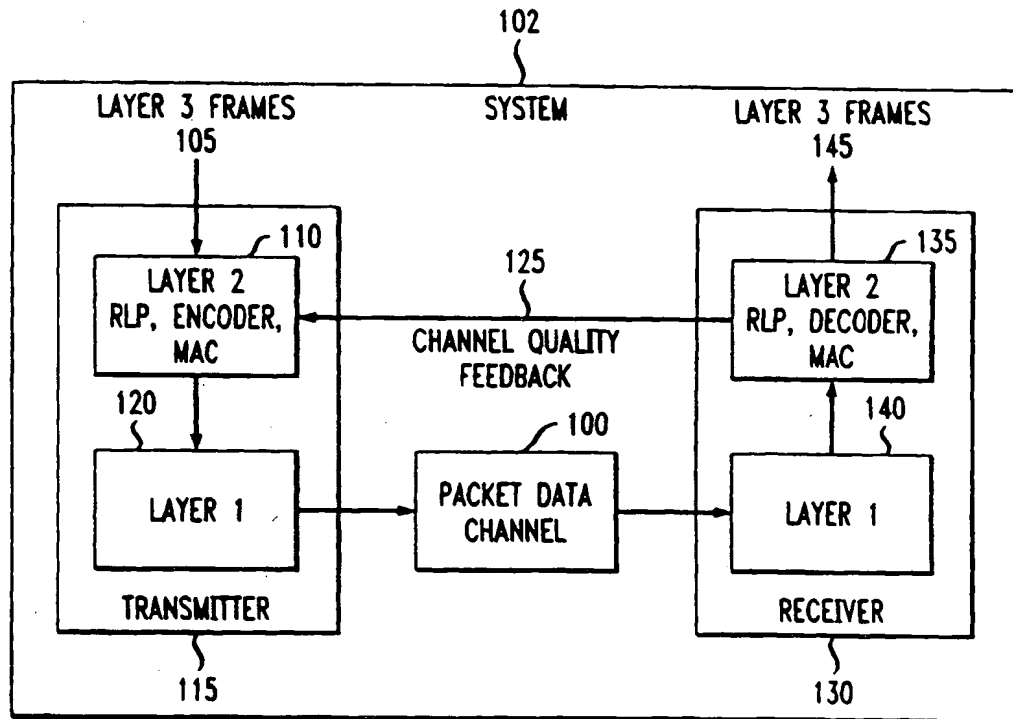 102
LAYER 3 FRAMES
105
SYSTEM
LAYER 3 FRAMES
145
110
LAYER 2
RLP, ENCODER,
MAC
125
CHANNEL QUALITY
FEEDBACK
135
LAYER 2
RLP, DECODER,
MAC
120
LAYER 1
100
PACKET DATA
CHANNEL
140
LAYER 1
TRANSMITTER
115
RECEIVER
130